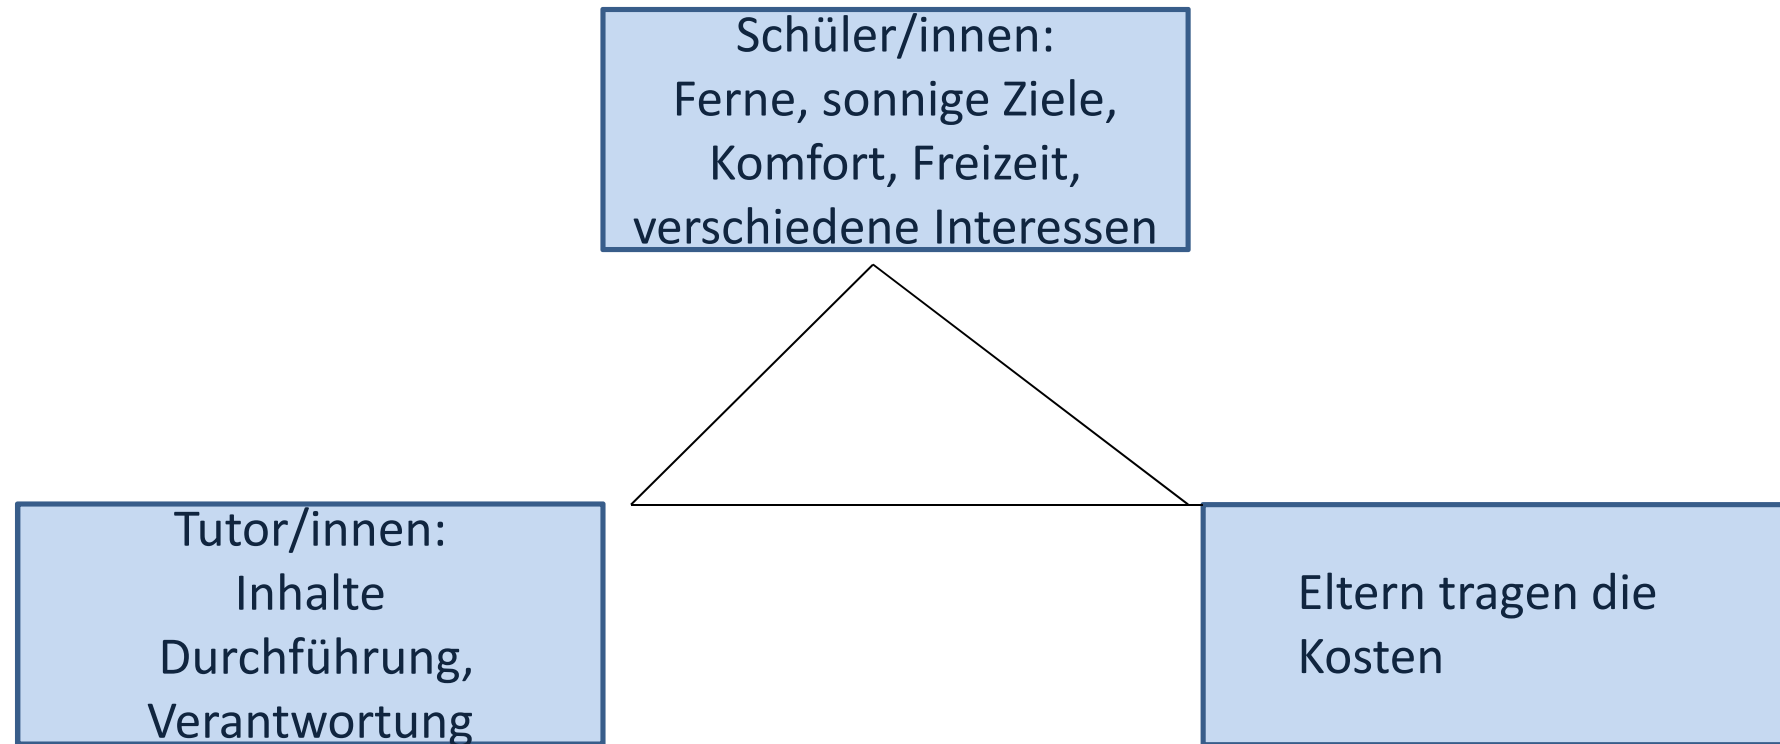 Schüler/innen:
Ferne, sonnige Ziele,
Komfort, Freizeit,
verschiedene Interessen
Tutor/innen:
Inhalte
Durchführung,
Verantwortung
Eltern tragen die
Kosten